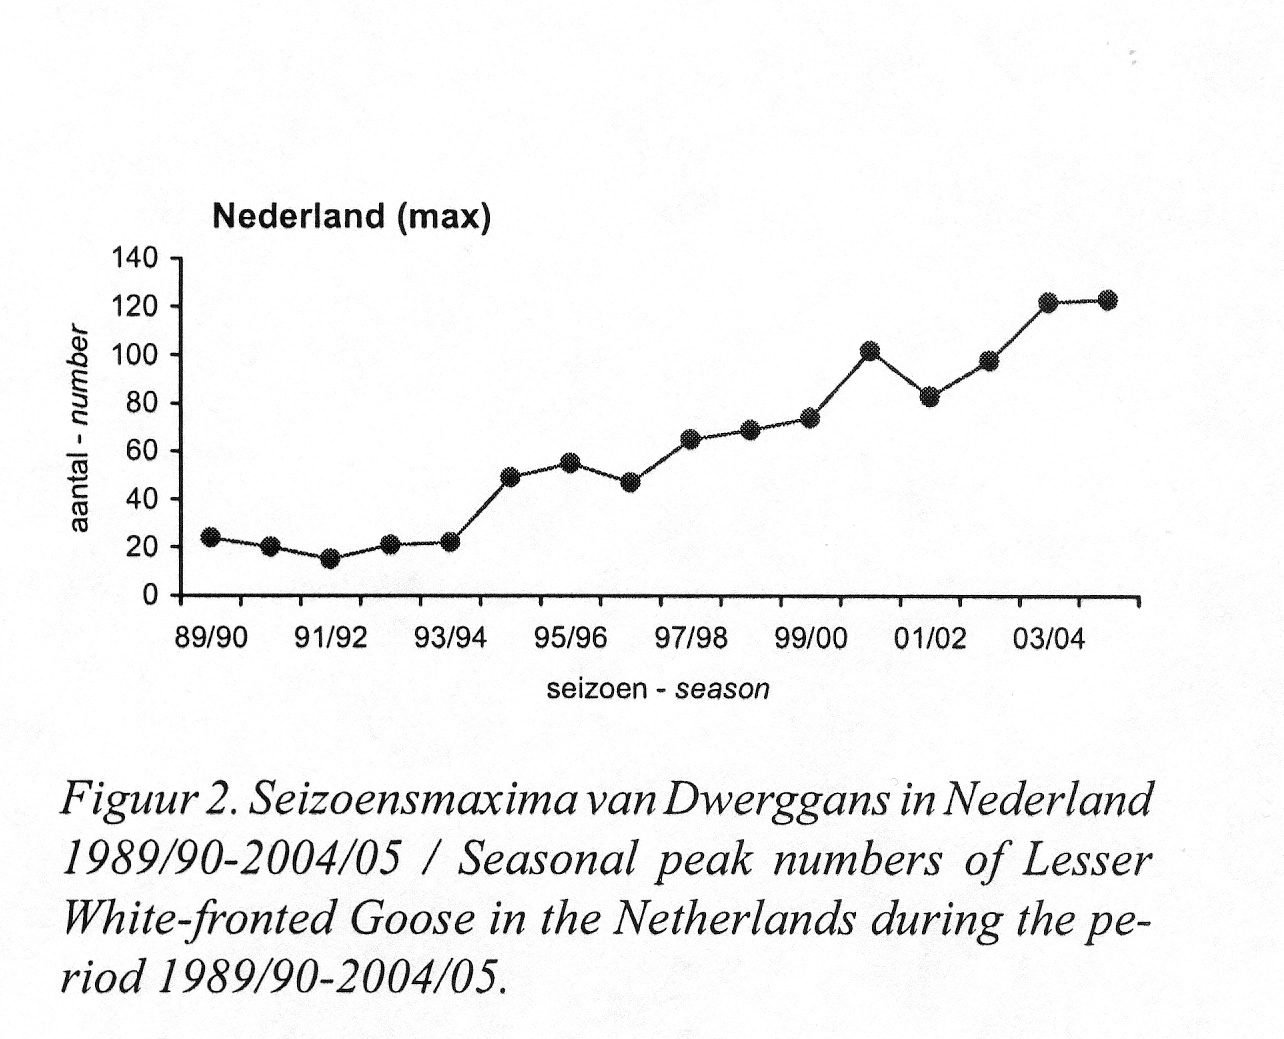 Nederland (max)
140
120
100
80
60
40
20
0
aantal - number
89/90 91/92 93/94 95/96 97/98 99/00 01/02 03/04
seizoen - season
Figuur 2. Seizoensmaxima van Dwerggans in Nederland
1989/90-2004/05 / Seasonal peak numbers of Lesser
White-fronted Goose in the Netherlands during the pe-
riod 1989/90-2004/05.